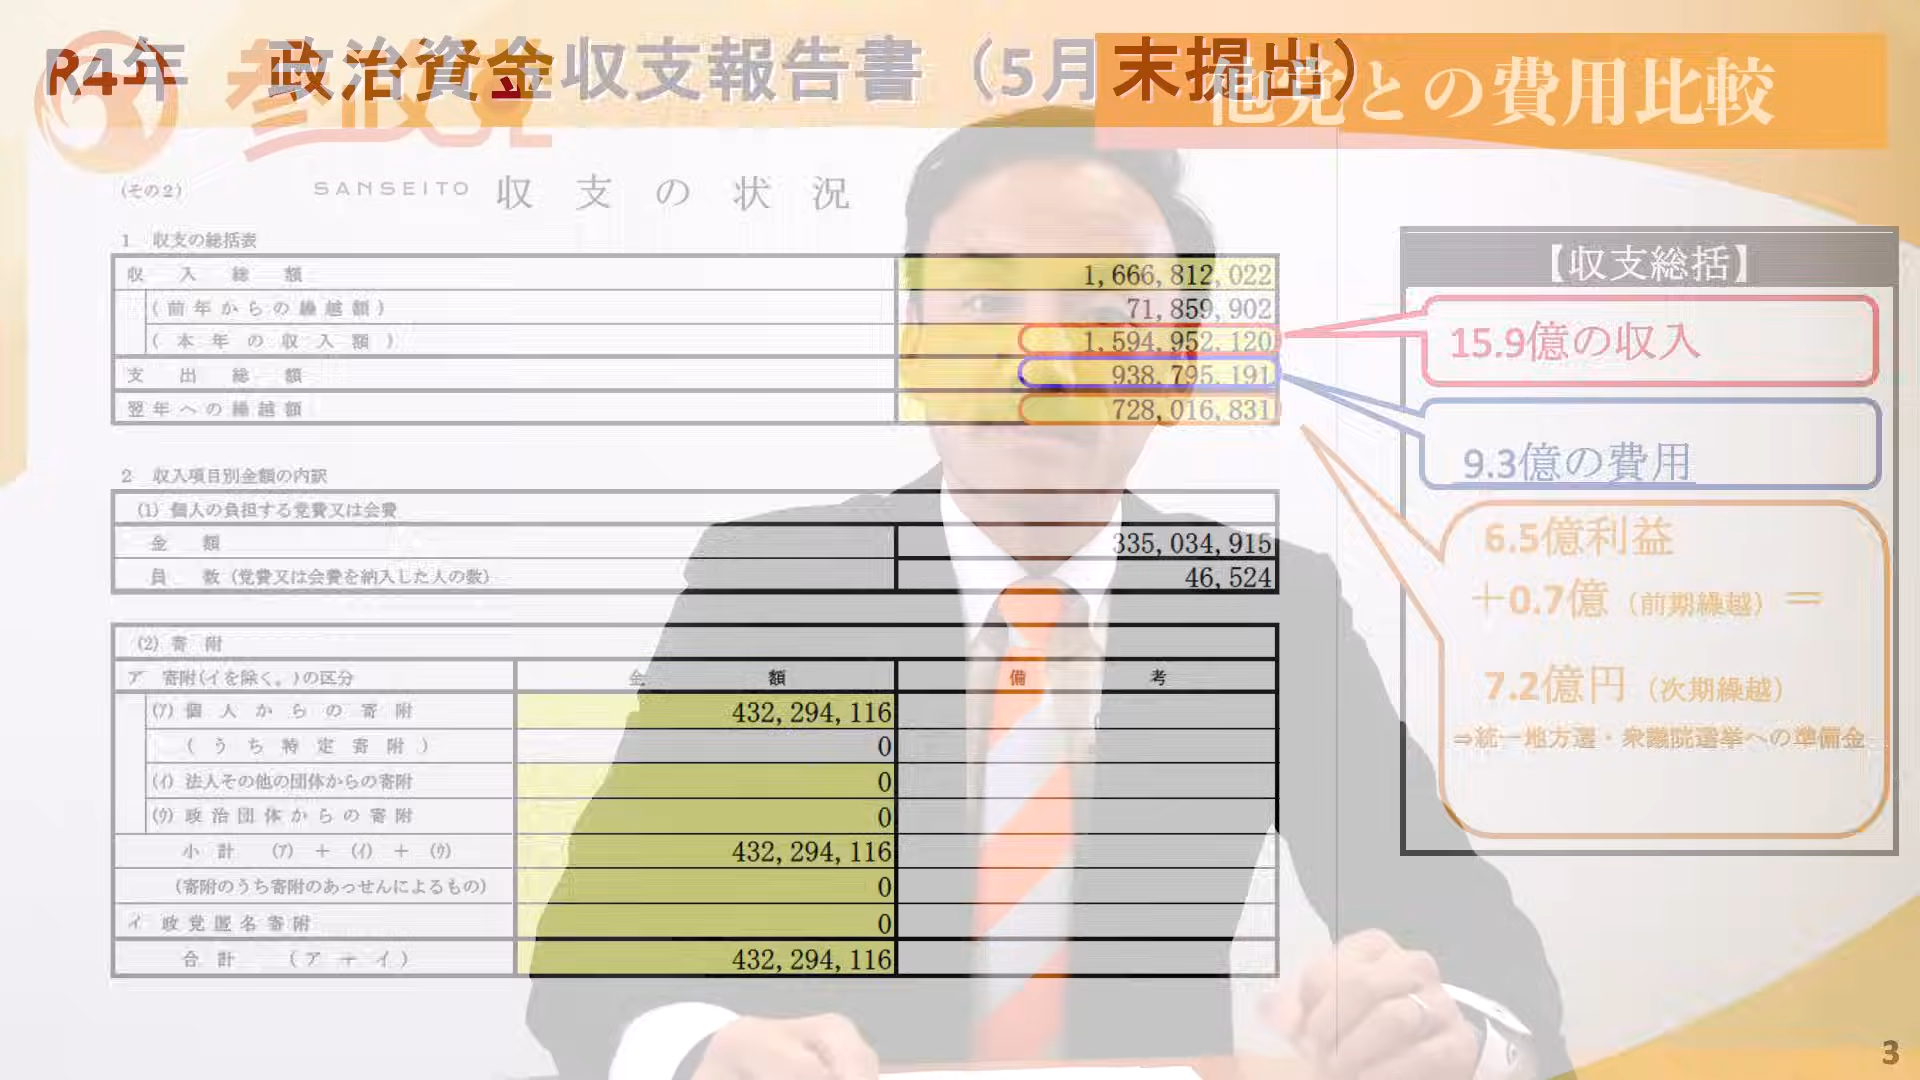 R4年 政治資金収支報告書（5月末提出）
参政党
他党との費用比較
(その2)
SANSEITO
収支の状況
1 収支の総括表
収入総額 1,666,812,022
(前年からの繰越額) 71,859,902
(本年の収入額) 1,594,952,120
支出総額 938,795,191
翌年への繰越額 728,016,831
2 収入項目別金額の内訳
(1) 個人の負担する党費又は会費
金額 335,034,915
員数(党費又は会費を納入した人の数) 46,524
(2) 寄附
ア 寄附(イを除く。)の区分 金額 備考
(ｱ) 個人からの寄附 432,294,116
(うち特定寄附) 0
(ｲ) 法人その他の団体からの寄附 0
(ｳ) 政治団体からの寄附 0
小計 (ｱ) + (ｲ) + (ｳ) 432,294,116
(寄附のうち寄附のあっせんによるもの) 0
イ 政党匿名寄附 0
合計 (ア+イ) 432,294,116
【収支総括】
15.9億の収入
9.3億の費用
6.5億利益
＋0.7億（前期繰越）＝
7.2億円（次期繰越）
⇒統一地方選・衆議院選挙への準備金
3